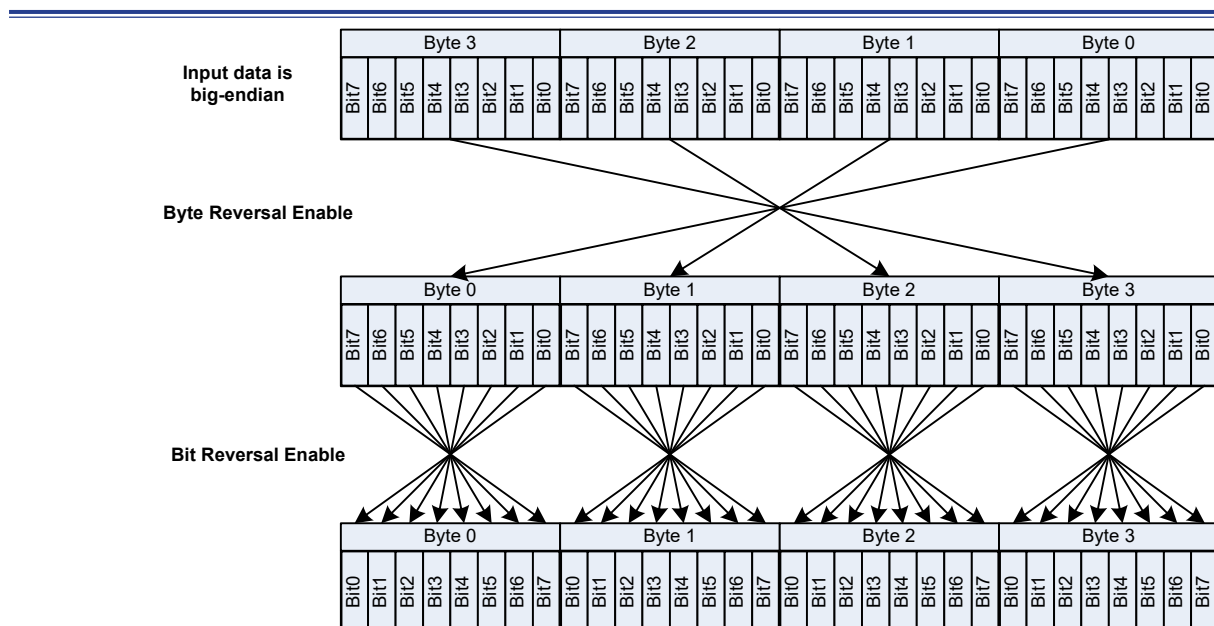 Byte 3 Byte 2 Byte 1 Byte 0
Input data is
big-endian
Bit7 Bit6 Bit5 Bit4 Bit3 Bit2 Bit1 Bit0 Bit7 Bit6 Bit5 Bit4 Bit3 Bit2 Bit1 Bit0 Bit7 Bit6 Bit5 Bit4 Bit3 Bit2 Bit1 Bit0 Bit7 Bit6 Bit5 Bit4 Bit3 Bit2 Bit1 Bit0
Byte Reversal Enable
Byte 0 Byte 1 Byte 2 Byte 3
Bit7 Bit6 Bit5 Bit4 Bit3 Bit2 Bit1 Bit0 Bit7 Bit6 Bit5 Bit4 Bit3 Bit2 Bit1 Bit0 Bit7 Bit6 Bit5 Bit4 Bit3 Bit2 Bit1 Bit0 Bit7 Bit6 Bit5 Bit4 Bit3 Bit2 Bit1 Bit0
Bit Reversal Enable
Byte 0 Byte 1 Byte 2 Byte 3
Bit0 Bit1 Bit2 Bit3 Bit4 Bit5 Bit6 Bit7 Bit0 Bit1 Bit2 Bit3 Bit4 Bit5 Bit6 Bit7 Bit0 Bit1 Bit2 Bit3 Bit4 Bit5 Bit6 Bit7 Bit0 Bit1 Bit2 Bit3 Bit4 Bit5 Bit6 Bit7